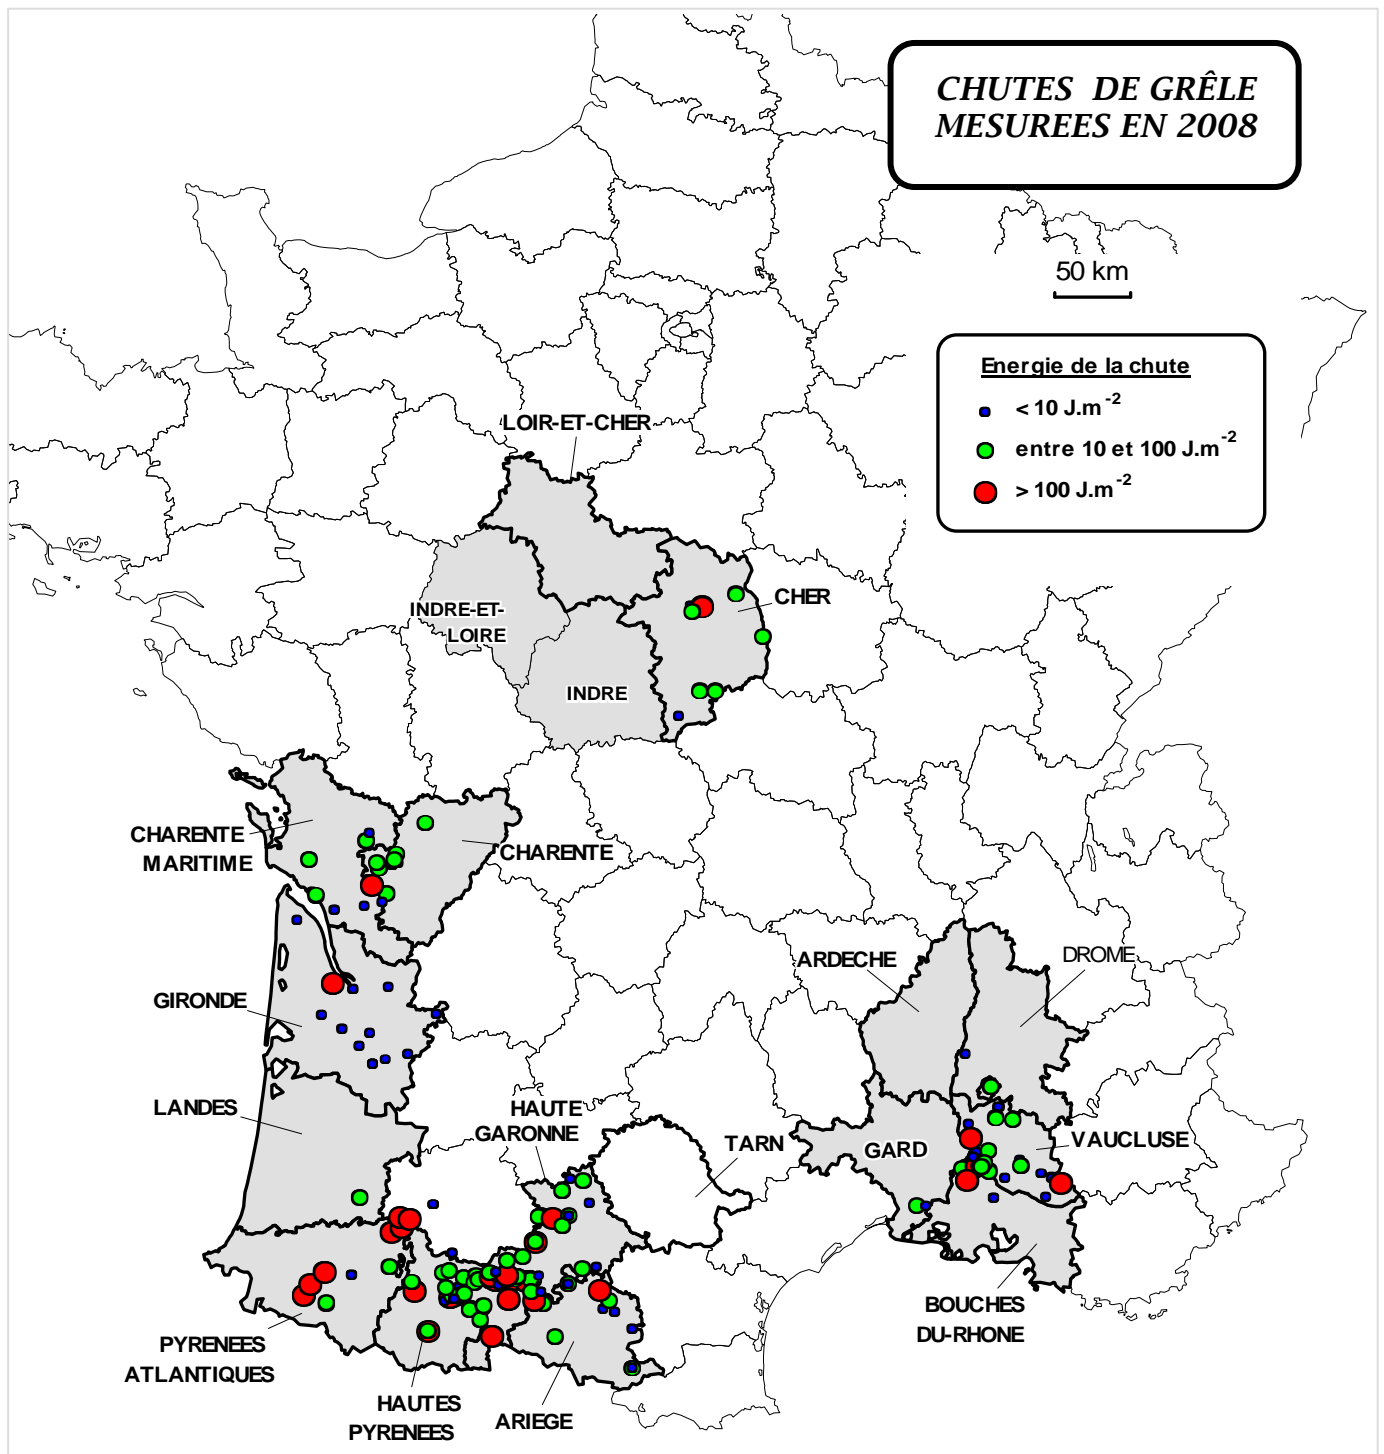 CHUTES DE GRÊLE
MESUREES EN 2008
50 km
Energie de la chute
< 10 J.m-2
entre 10 et 100 J.m-2
> 100 J.m-2
LOIR-ET-CHER
INDRE-ET-
LOIRE
CHER
INDRE
CHARENTE
MARITIME
CHARENTE
ARDECHE
DROME
GIRONDE
LANDES
HAUTE
GARONNE
TARN
GARD
VAUCLUSE
BOUCHES
DU-RHONE
PYRENEES
ATLANTIQUES
HAUTES
PYRENEES
ARIEGE